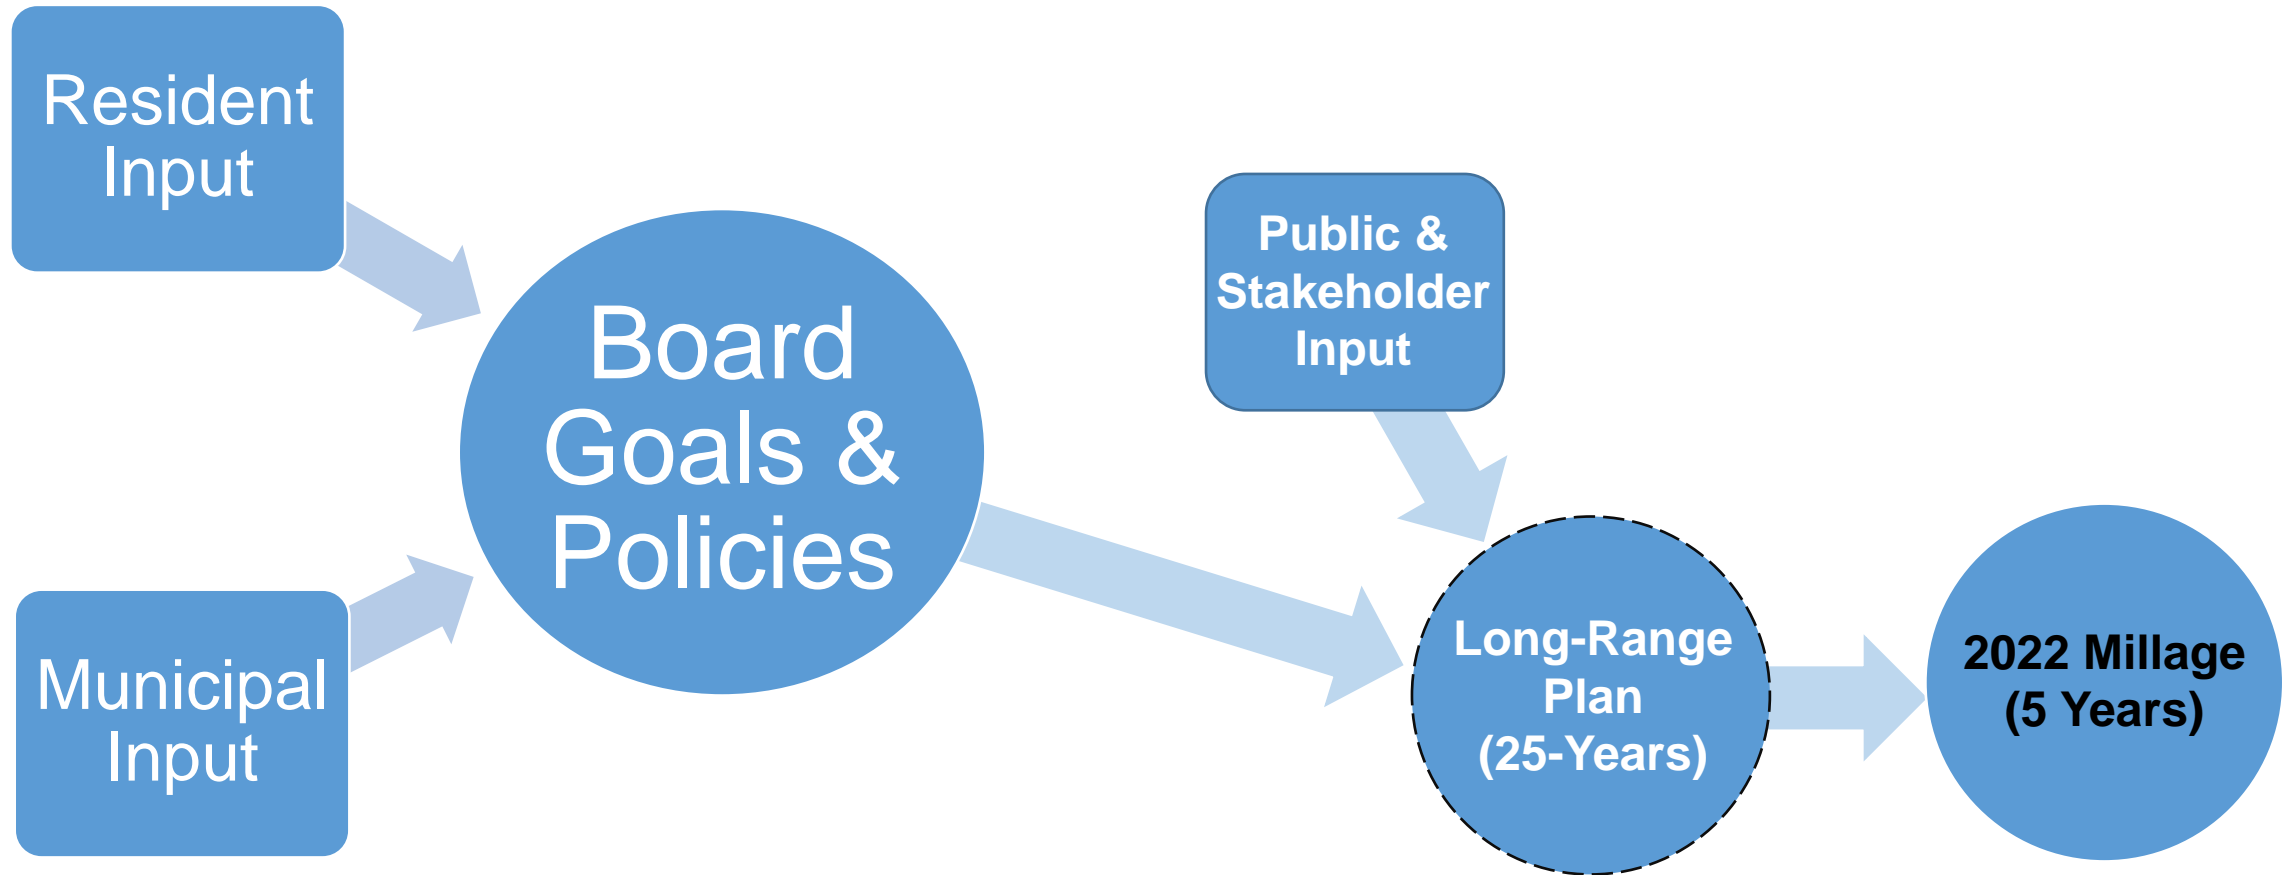 Resident
Input
Municipal
Input
Board
Goals &
Policies
Public &
Stakeholder
Input
Long-Range
Plan
(25-Years)
2022 Millage
(5 Years)